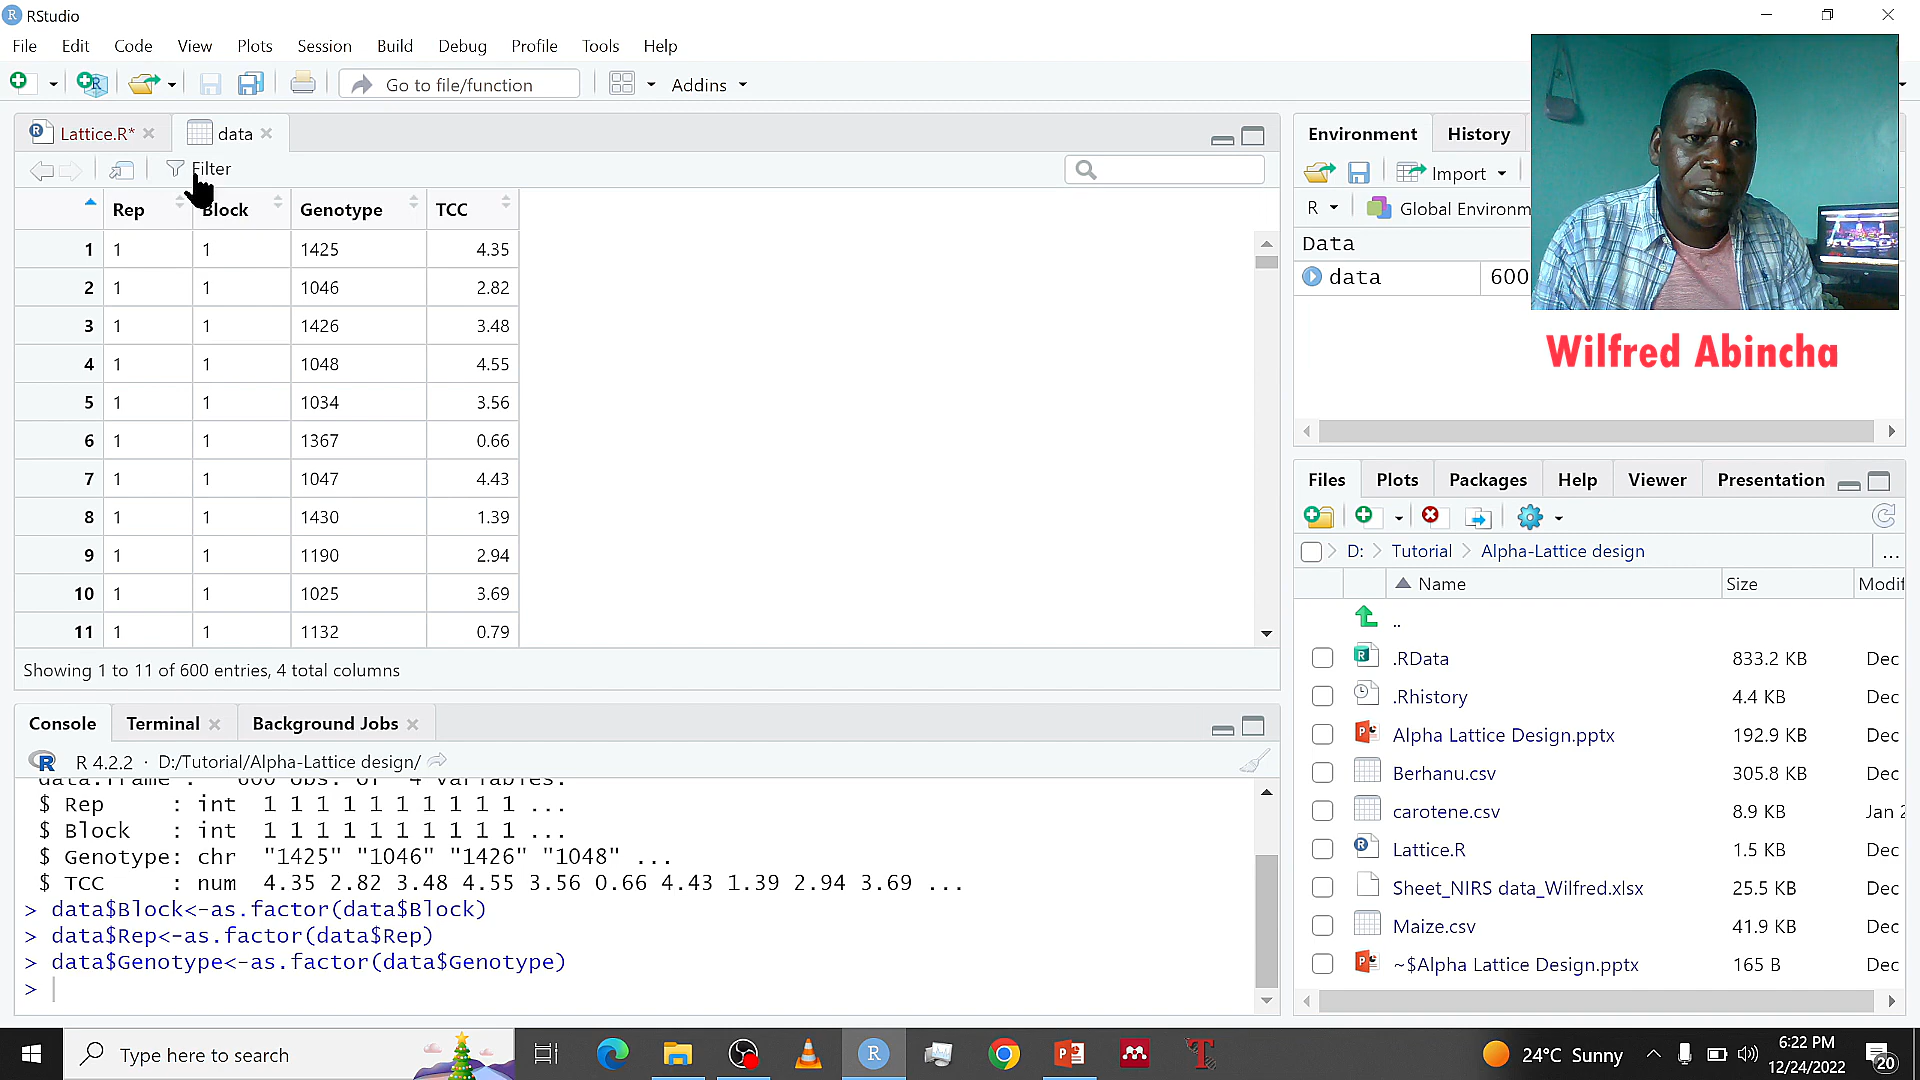 RStudio
File Edit Code View Plots Session Build Debug Profile Tools Help
Go to file/function Addins
Lattice.R* data
Filter
Rep Block Genotype TCC
1 1 1 1425 4.35
2 1 1 1046 2.82
3 1 1 1426 3.48
4 1 1 1048 4.55
5 1 1 1034 3.56
6 1 1 1367 0.66
7 1 1 1047 4.43
8 1 1 1430 1.39
9 1 1 1190 2.94
10 1 1 1025 3.69
11 1 1 1132 0.79
Showing 1 to 11 of 600 entries, 4 total columns
Console Terminal Background Jobs
R 4.2.2 · D:/Tutorial/Alpha-Lattice design/
'data.frame': 600 obs. of 4 variables:
$ Rep : int 1 1 1 1 1 1 1 1 1 1 ...
$ Block : int 1 1 1 1 1 1 1 1 1 1 ...
$ Genotype: chr "1425" "1046" "1426" "1048" ...
$ TCC : num 4.35 2.82 3.48 4.55 3.56 0.66 4.43 1.39 2.94 3.69 ...
> data$Block<-as.factor(data$Block)
> data$Rep<-as.factor(data$Rep)
> data$Genotype<-as.factor(data$Genotype)
>
Environment History
Import
R Global Environm
Data
data 600
Wilfred Abincha
Files Plots Packages Help Viewer Presentation
D: Tutorial Alpha-Lattice design ...
Name Size Modif
..
.RData 833.2 KB Dec
.Rhistory 4.4 KB Dec
Alpha Lattice Design.pptx 192.9 KB Dec
Berhanu.csv 305.8 KB Dec
carotene.csv 8.9 KB Jan 2
Lattice.R 1.5 KB Dec
Sheet_NIRS data_Wilfred.xlsx 25.5 KB Dec
Maize.csv 41.9 KB Dec
~$Alpha Lattice Design.pptx 165 B Dec
Type here to search
24°C Sunny
6:22 PM
12/24/2022
20